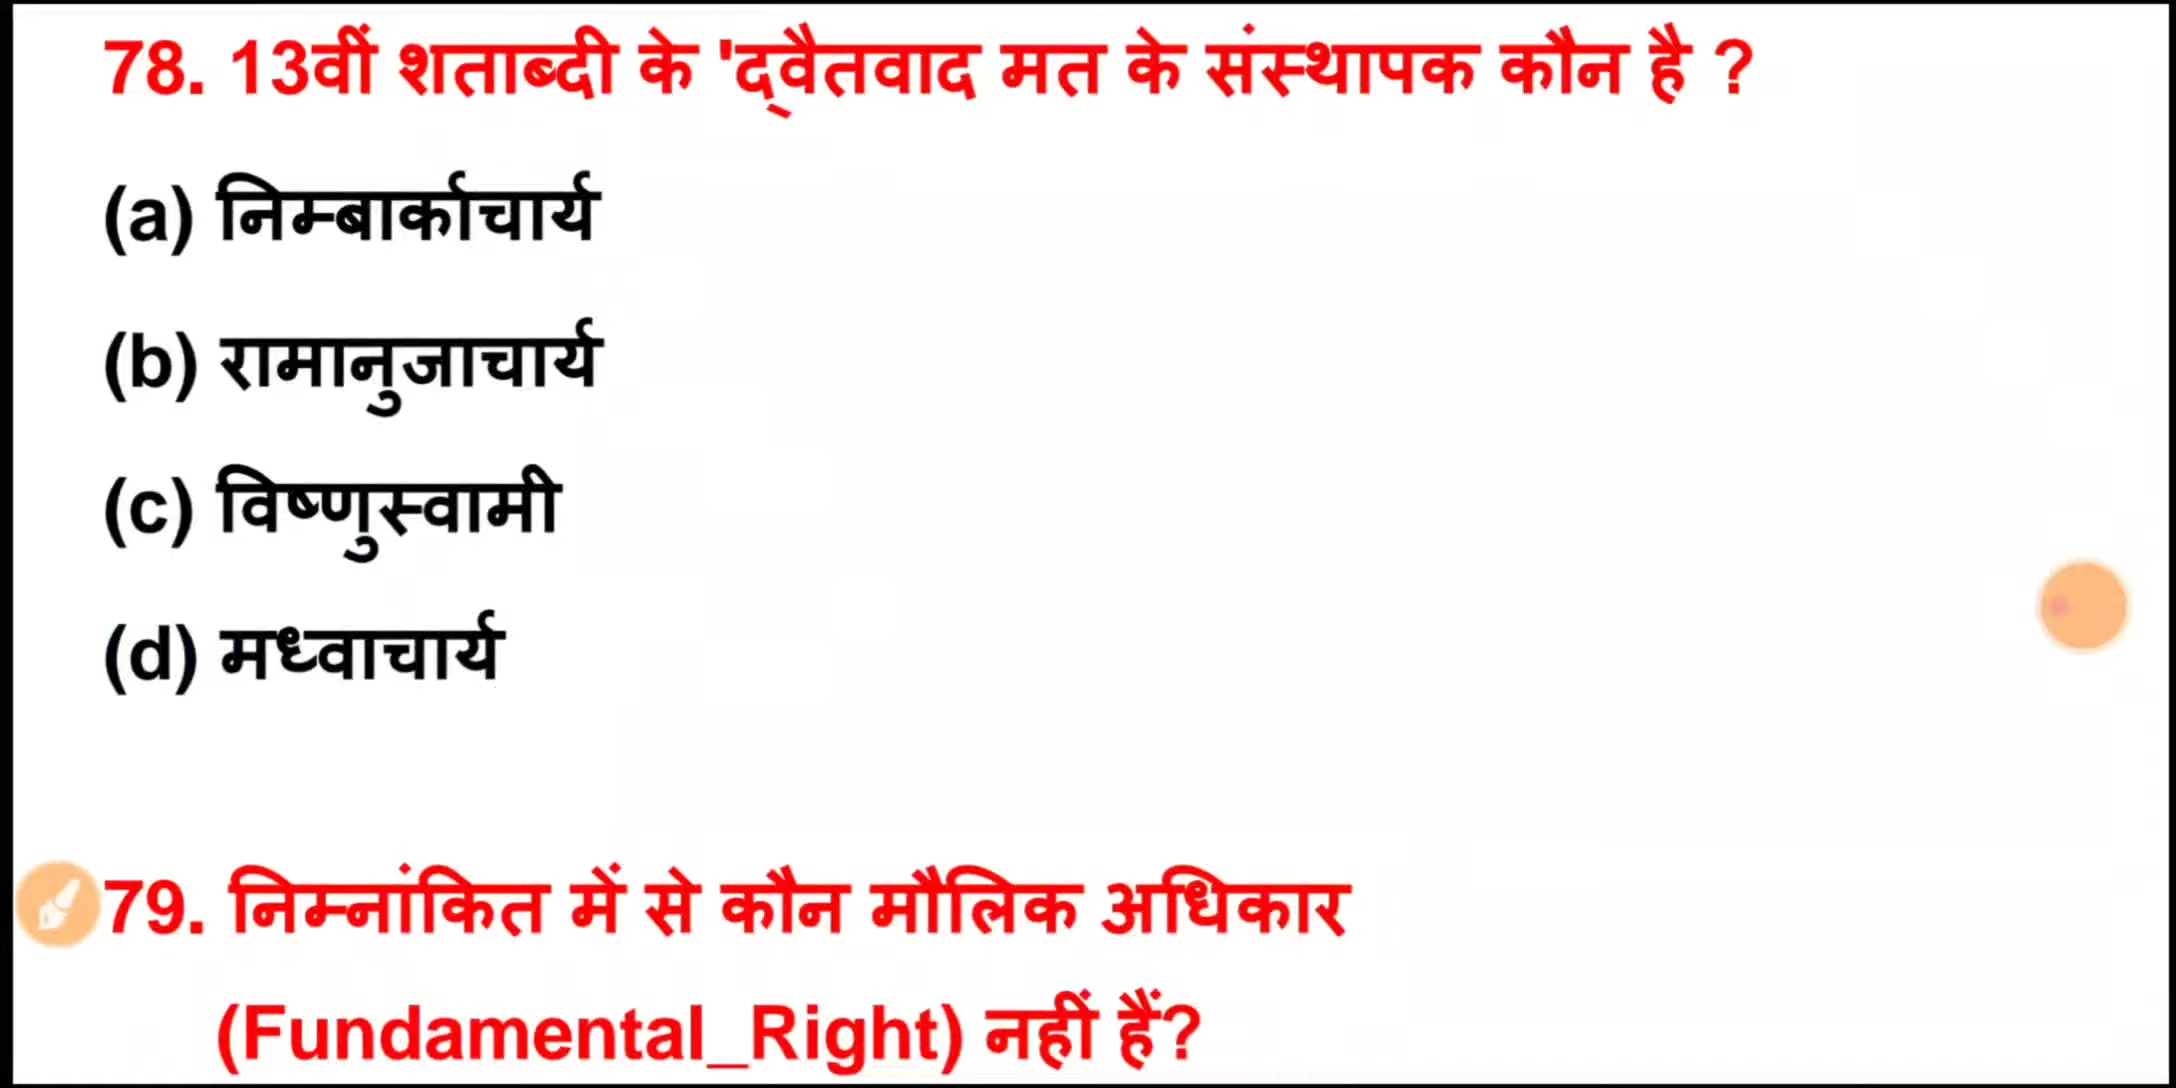 78. 13वीं शताब्दी के 'द्वैतवाद मत के संस्थापक कौन है ?
(a) निम्बार्काचार्य
(b) रामानुजाचार्य
(c) विष्णुस्वामी
(d) मध्वाचार्य
79. निम्नांकित में से कौन मौलिक अधिकार
(Fundamental_Right) नहीं हैं?